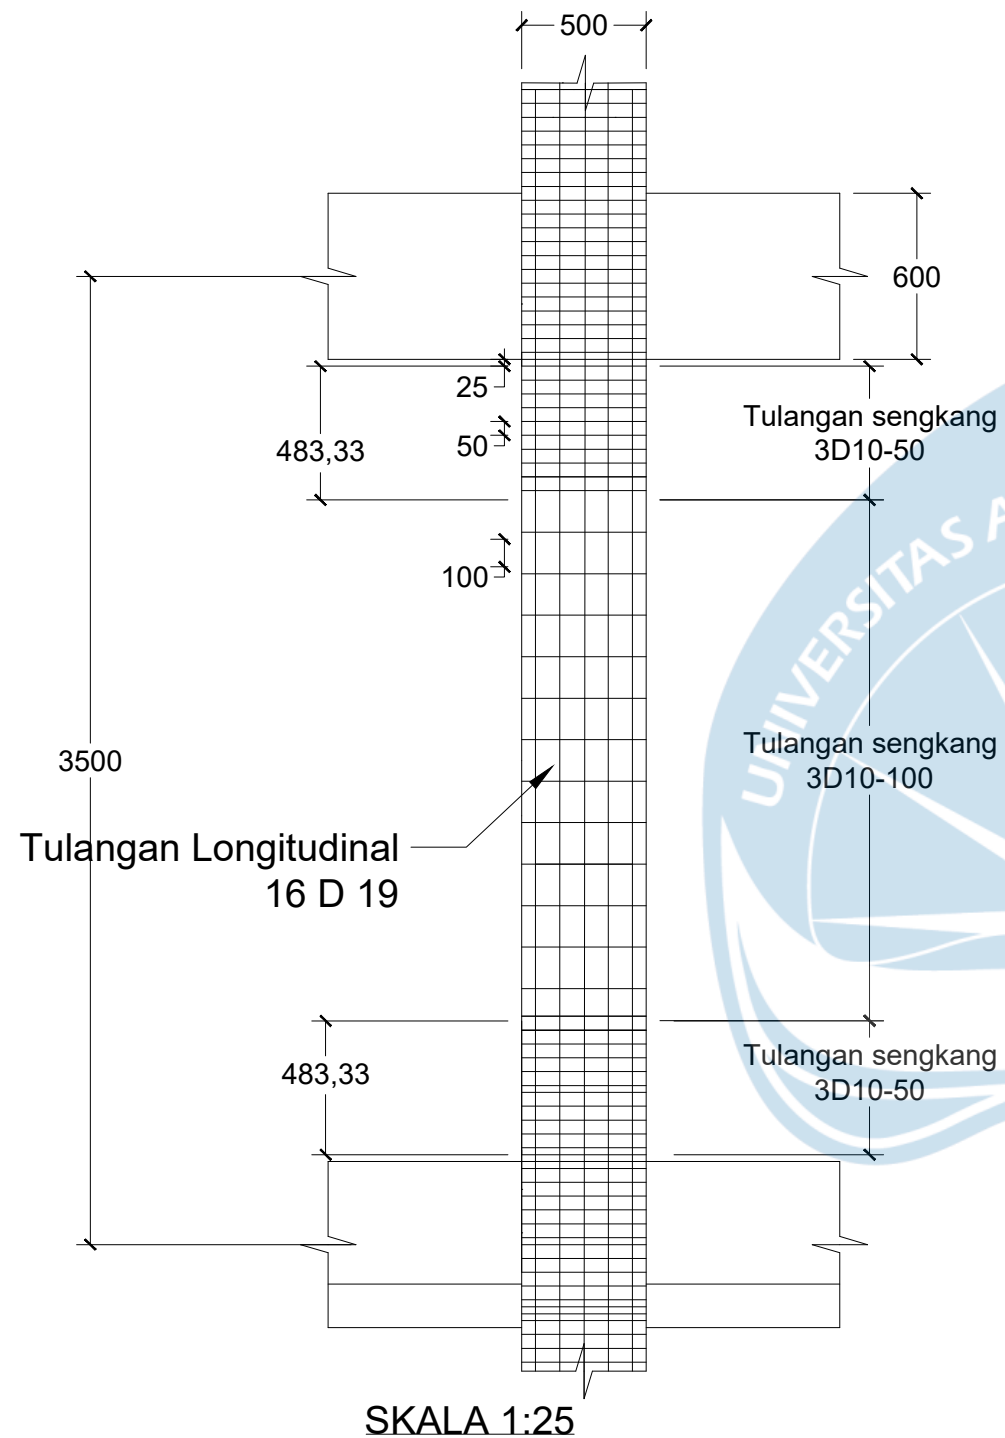 500
600
25
Tulangan sengkang
3D10-50
483,33
50
100
UNIVERSITAS A
3500
Tulangan sengkang
3D10-100
Tulangan Longitudinal
16 D 19
483,33
Tulangan sengkang
3D10-50
SKALA 1:25